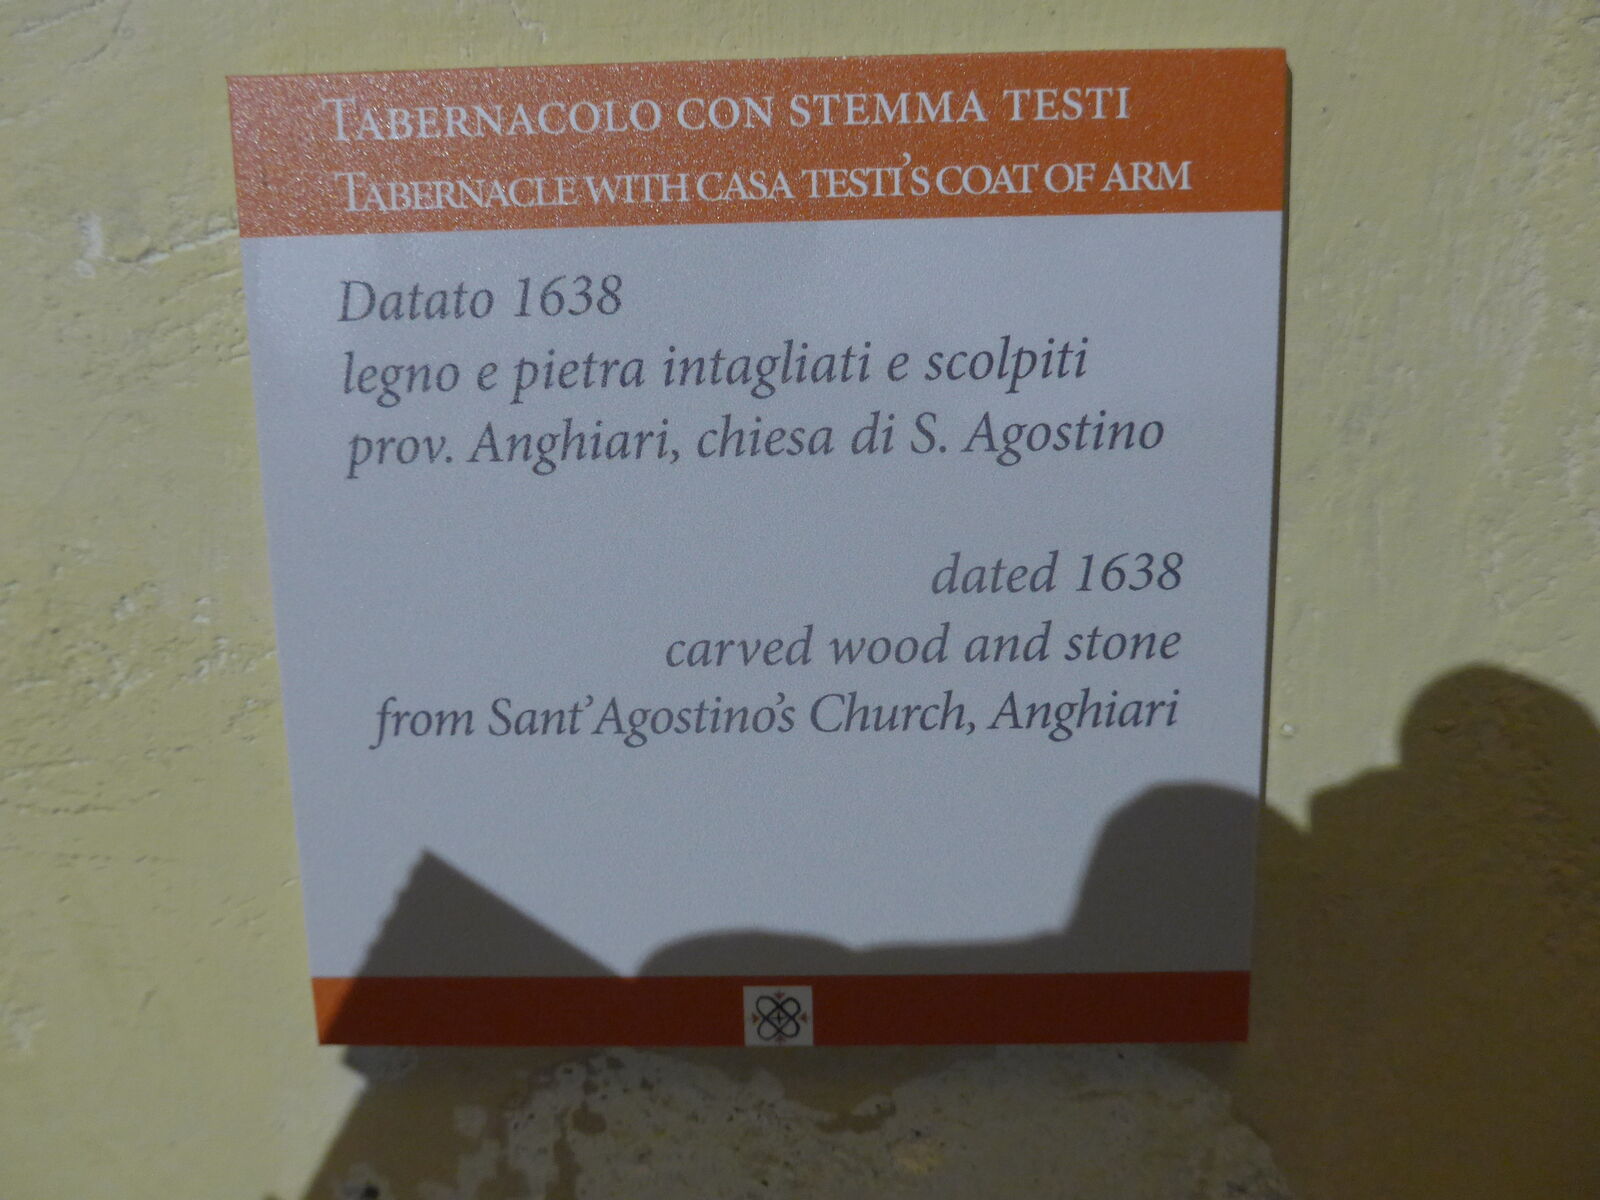 TABERNACOLO CON STEMMA TESTI
TABERNACLE WITH CASA TESTI'S COAT OF ARM
Datato 1638
legno e pietra intagliati e scolpiti
prov. Anghiari, chiesa di S. Agostino
dated 1638
carved wood and stone
from Sant'Agostino's Church, Anghiari